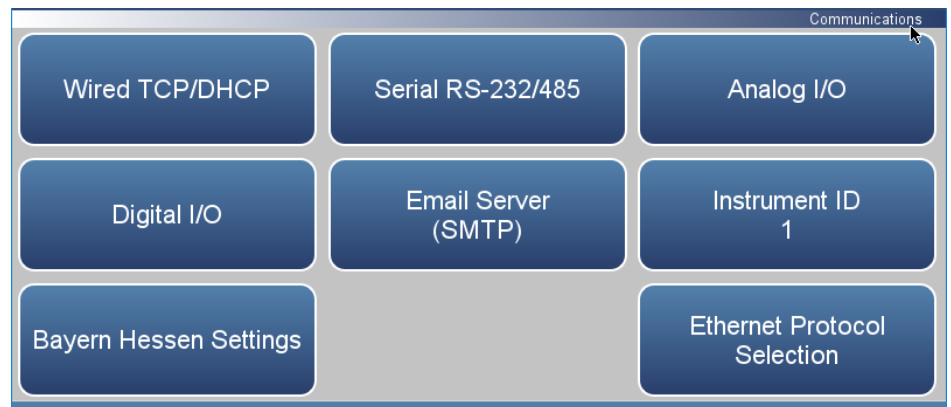 Communications
Wired TCP/DHCP
Serial RS-232/485
Analog I/O
Digital I/O
Email Server
(SMTP)
Instrument ID
1
Bayern Hessen Settings
Ethernet Protocol
Selection